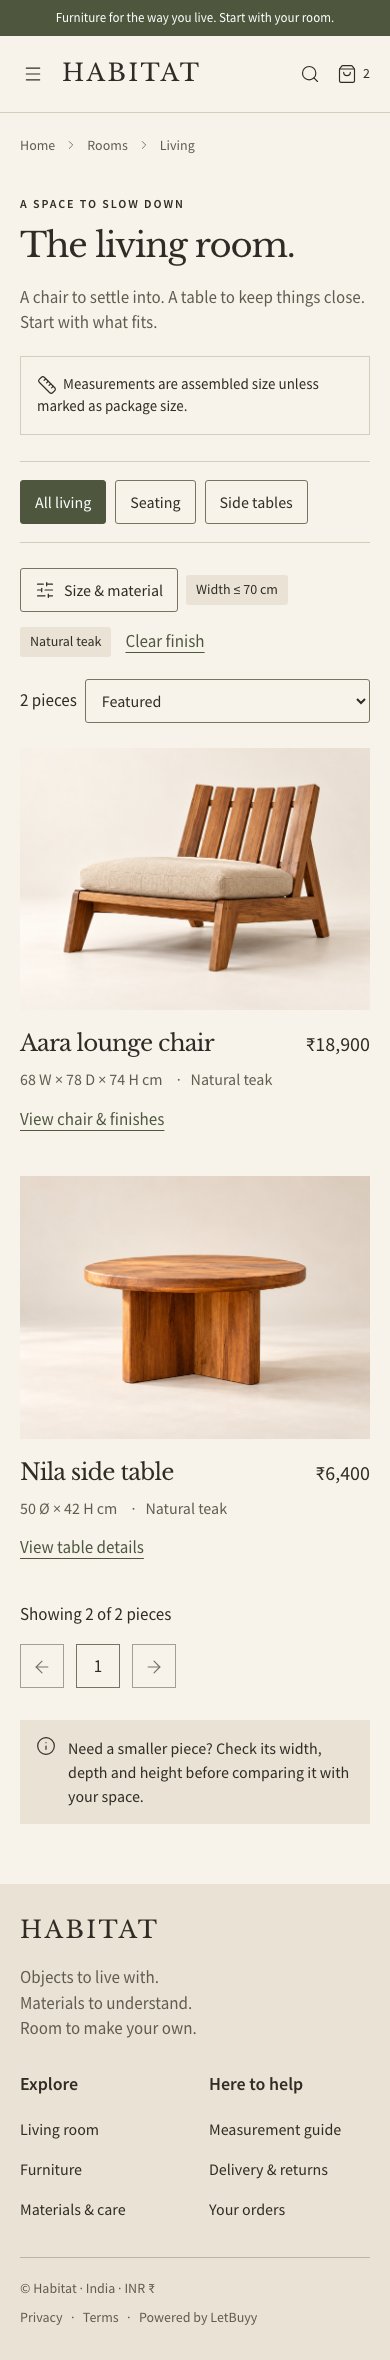 Furniture for the way you live. Start with your room.
HABITAT
2
Home > Rooms > Living
A SPACE TO SLOW DOWN
The living room.
A chair to settle into. A table to keep things close.
Start with what fits.
Measurements are assembled size unless
marked as package size.
All living
Seating
Side tables
Size & material
Width ≤ 70 cm
Natural teak
Clear finish
2 pieces
Featured
Aara lounge chair
₹18,900
68 W × 78 D × 74 H cm · Natural teak
View chair & finishes
Nila side table
₹6,400
50 Ø × 42 H cm · Natural teak
View table details
Showing 2 of 2 pieces
1
Need a smaller piece? Check its width,
depth and height before comparing it with
your space.
HABITAT
Objects to live with.
Materials to understand.
Room to make your own.
Explore
Living room
Furniture
Materials & care
Here to help
Measurement guide
Delivery & returns
Your orders
© Habitat · India · INR ₹
Privacy · Terms · Powered by LetBuyy